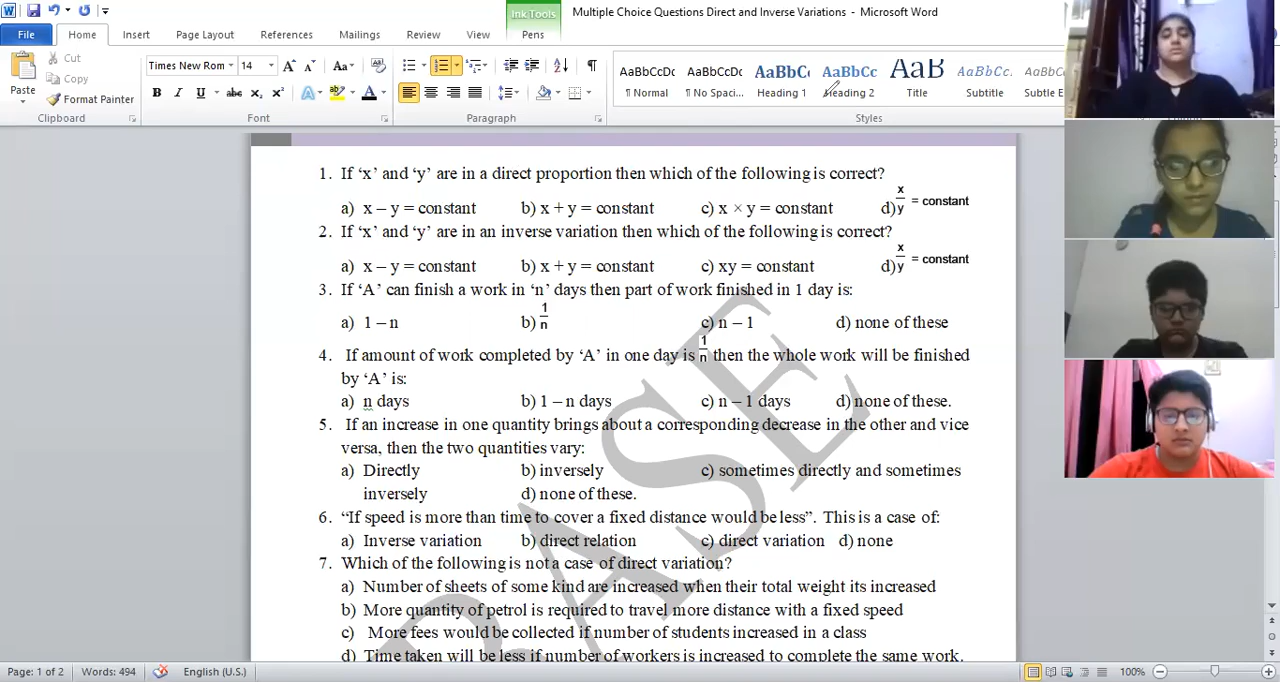 Ink Tools
Multiple Choice Questions Direct and Inverse Variations - Microsoft Word
File Home Insert Page Layout References Mailings Review View Pens
Paste Cut Copy Format Painter
Clipboard
Times New Rom 14
Font
Paragraph
AaBbCcDc AaBbCcDc AaBbCc AaBbCc AaB AaBbCcDc AaBbCcDc
¶ Normal ¶ No Spaci... Heading 1 Heading 2 Title Subtitle Subtle E
Styles
1. If ‘x’ and ‘y’ are in a direct proportion then which of the following is correct?
a) x – y = constant b) x + y = constant c) x × y = constant d) x/y = constant
2. If ‘x’ and ‘y’ are in an inverse variation then which of the following is correct?
a) x – y = constant b) x + y = constant c) xy = constant d) x/y = constant
3. If ‘A’ can finish a work in ‘n’ days then part of work finished in 1 day is:
a) 1 – n b) 1/n c) n – 1 d) none of these
4. If amount of work completed by ‘A’ in one day is 1/n then the whole work will be finished
by ‘A’ is:
a) n days b) 1 – n days c) n – 1 days d) none of these.
5. If an increase in one quantity brings about a corresponding decrease in the other and vice
versa, then the two quantities vary:
a) Directly b) inversely c) sometimes directly and sometimes
inversely d) none of these.
6. “If speed is more than time to cover a fixed distance would be less”. This is a case of:
a) Inverse variation b) direct relation c) direct variation d) none
7. Which of the following is not a case of direct variation?
a) Number of sheets of some kind are increased when their total weight its increased
b) More quantity of petrol is required to travel more distance with a fixed speed
c) More fees would be collected if number of students increased in a class
d) Time taken will be less if number of workers is increased to complete the same work.
BASE
Page: 1 of 2 Words: 494 English (U.S.) 100%